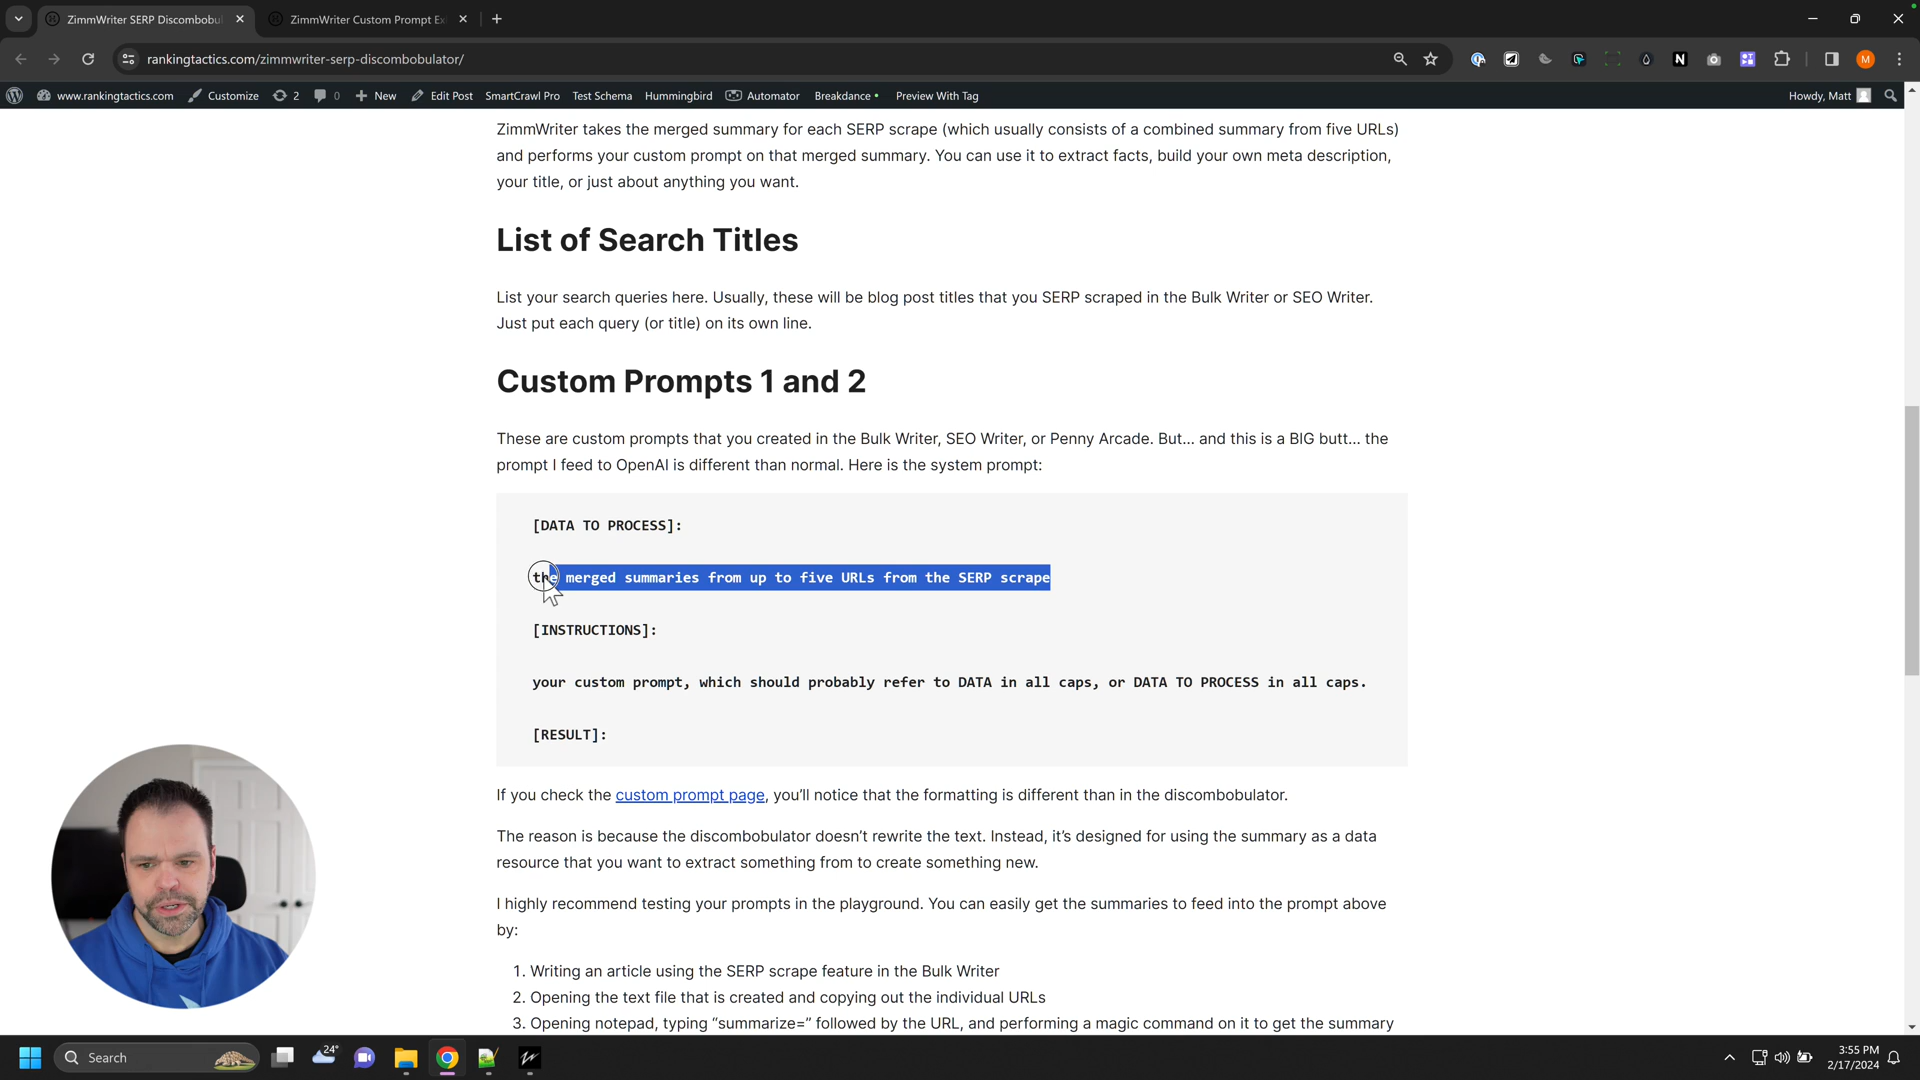 ZimmWriter SERP Discombobu
ZimmWriter Custom Prompt Ex
rankingtactics.com/zimmwriter-serp-discombobulator/
N
M
www.rankingtactics.com
Customize
2
0
New
Edit Post
SmartCrawl Pro
Test Schema
Hummingbird
Automator
Breakdance
Preview With Tag
Howdy, Matt
ZimmWriter takes the merged summary for each SERP scrape (which usually consists of a combined summary from five URLs)
and performs your custom prompt on that merged summary. You can use it to extract facts, build your own meta description,
your title, or just about anything you want.
List of Search Titles
List your search queries here. Usually, these will be blog post titles that you SERP scraped in the Bulk Writer or SEO Writer.
Just put each query (or title) on its own line.
Custom Prompts 1 and 2
These are custom prompts that you created in the Bulk Writer, SEO Writer, or Penny Arcade. But... and this is a BIG butt... the
prompt I feed to OpenAI is different than normal. Here is the system prompt:
[DATA TO PROCESS]:
the merged summaries from up to five URLs from the SERP scrape
[INSTRUCTIONS]:
your custom prompt, which should probably refer to DATA in all caps, or DATA TO PROCESS in all caps.
[RESULT]:
If you check the custom prompt page, you’ll notice that the formatting is different than in the discombobulator.
The reason is because the discombobulator doesn’t rewrite the text. Instead, it’s designed for using the summary as a data
resource that you want to extract something from to create something new.
I highly recommend testing your prompts in the playground. You can easily get the summaries to feed into the prompt above
by:
1. Writing an article using the SERP scrape feature in the Bulk Writer
2. Opening the text file that is created and copying out the individual URLs
3. Opening notepad, typing “summarize=” followed by the URL, and performing a magic command on it to get the summary
Search
24°
3:55 PM
2/17/2024